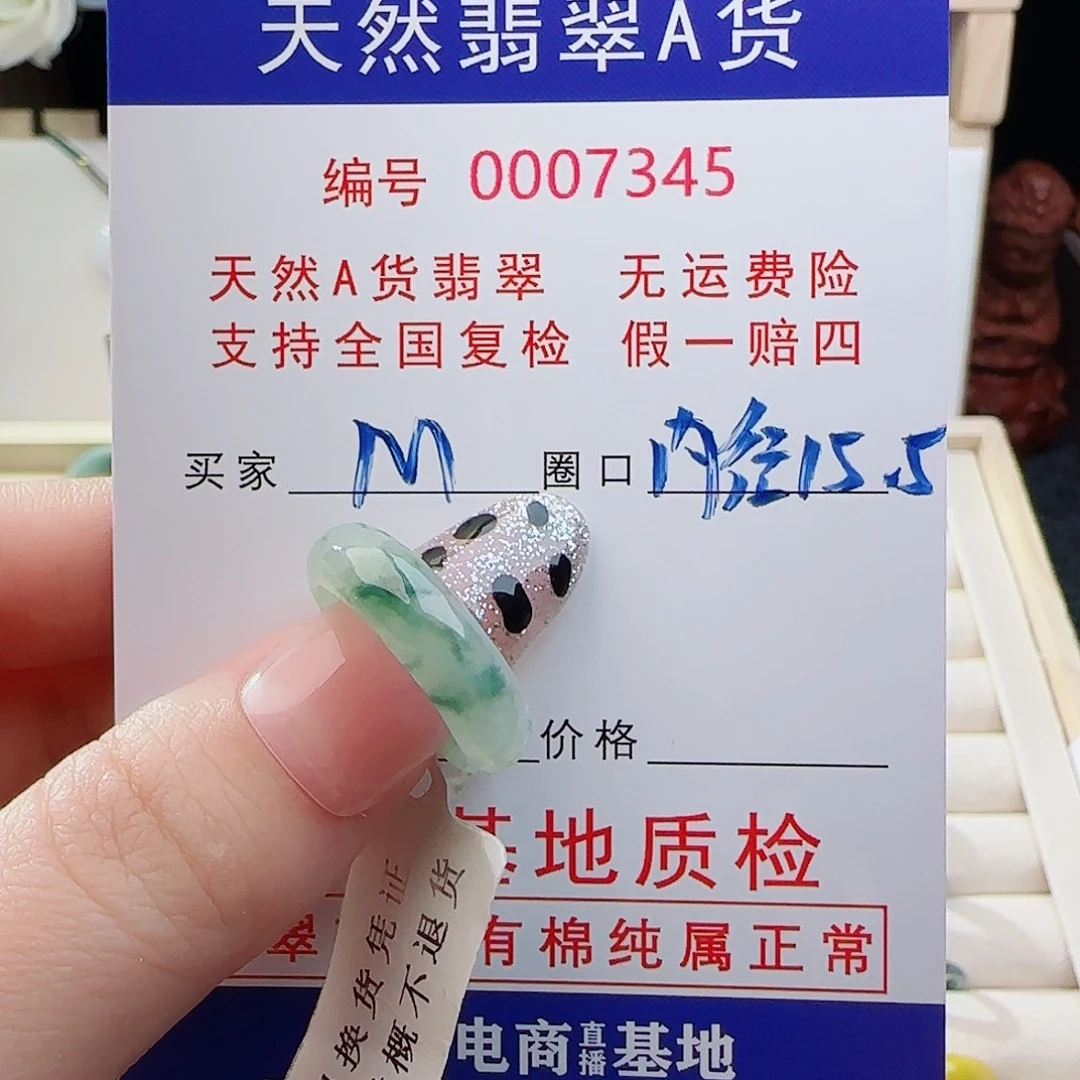 天然翡翠A货
编号 0007345
天然A货翡翠 无运费险
支持全国复检 假一赔四
买家 M 圈口 内径15.5
价格
基地质检
翠 有棉纯属正常
换货凭证
概不退货
电商直播基地